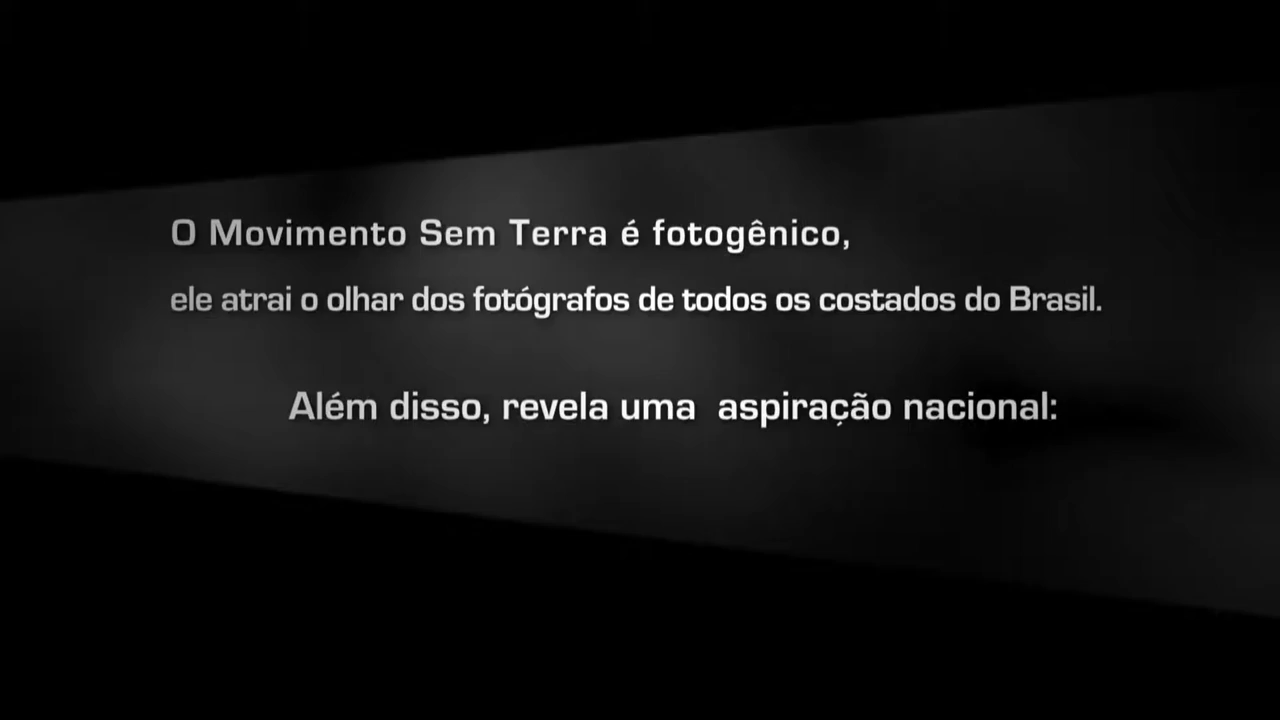 O Movimento Sem Terra é fotogênico,
ele atrai o olhar dos fotógrafos de todos os costados do Brasil.
Além disso, revela uma aspiração nacional: